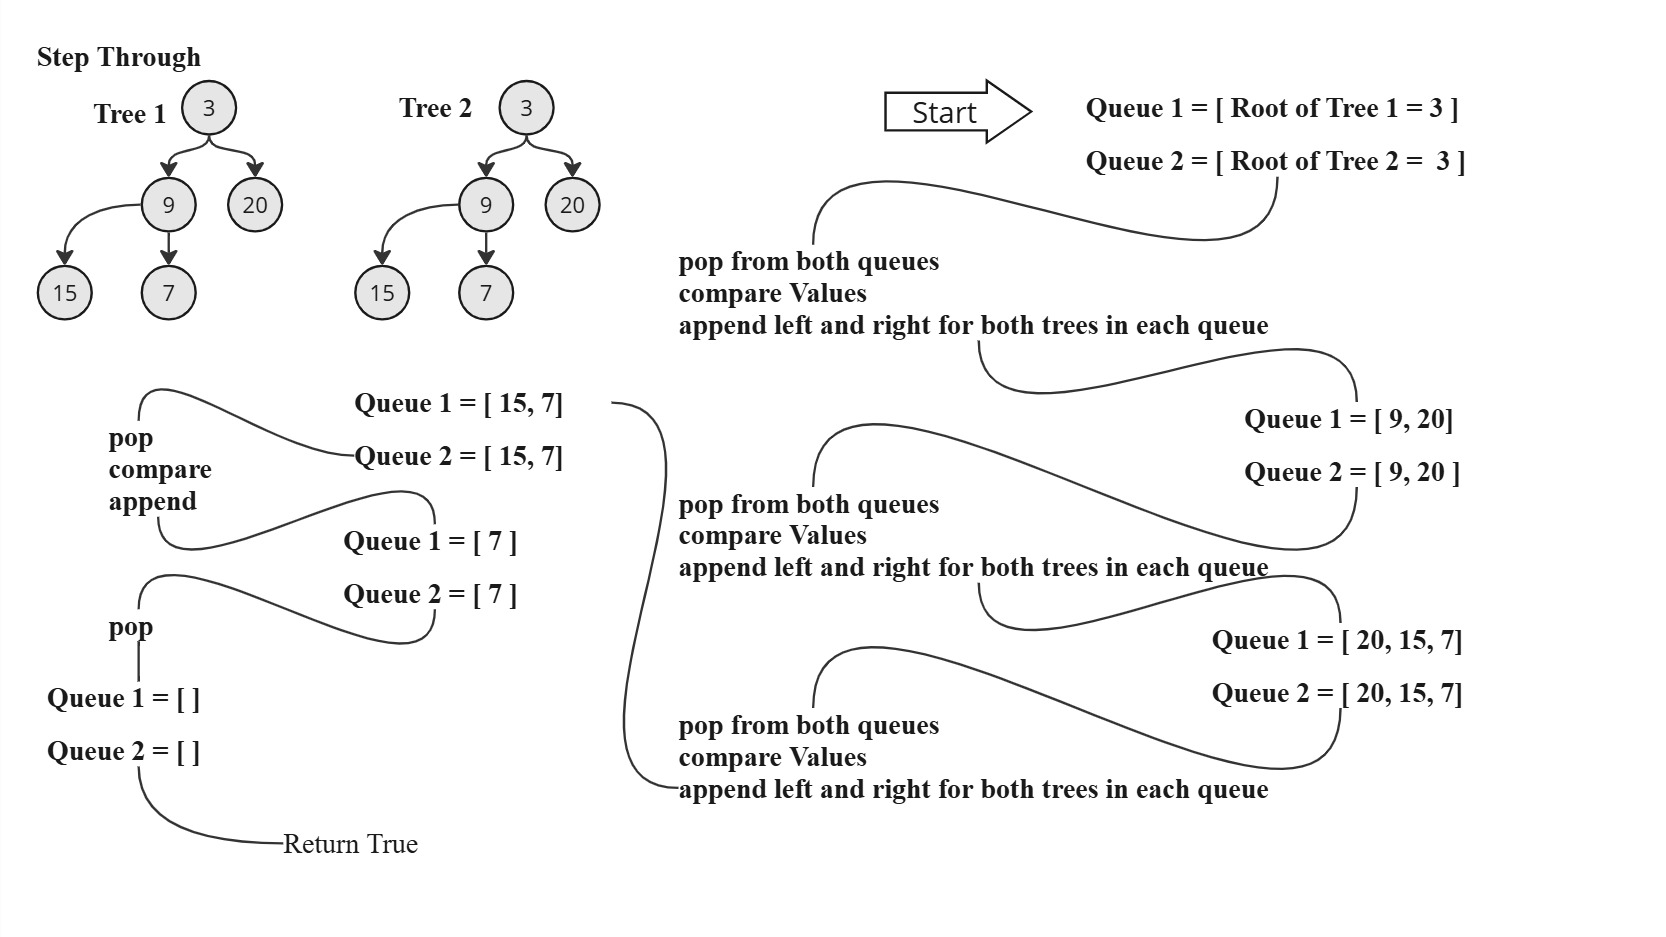 Step Through
Tree 1
3
9
20
15
7
Tree 2
3
9
20
15
7
Start
Queue 1 = [ Root of Tree 1 = 3 ]
Queue 2 = [ Root of Tree 2 =  3 ]
pop from both queues
compare Values
append left and right for both trees in each queue
Queue 1 = [ 9, 20]
Queue 2 = [ 9, 20 ]
pop from both queues
compare Values
append left and right for both trees in each queue
Queue 1 = [ 20, 15, 7]
Queue 2 = [ 20, 15, 7]
pop from both queues
compare Values
append left and right for both trees in each queue
Queue 1 = [ 15, 7]
Queue 2 = [ 15, 7]
pop
compare
append
Queue 1 = [ 7 ]
Queue 2 = [ 7 ]
pop
Queue 1 = [ ]
Queue 2 = [ ]
Return True